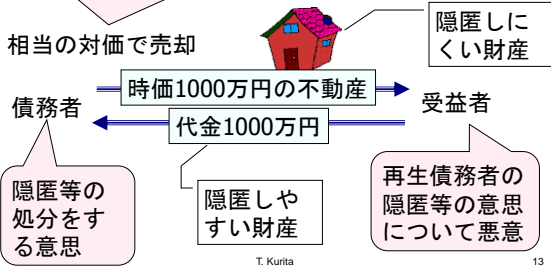 相当の対価で売却
隠匿しに
くい財産
時価1000万円の不動産
債務者
受益者
代金1000万円
隠匿等の
処分をす
る意思
隠匿しや
すい財産
再生債務者の
隠匿等の意思
について悪意
T. Kurita
13